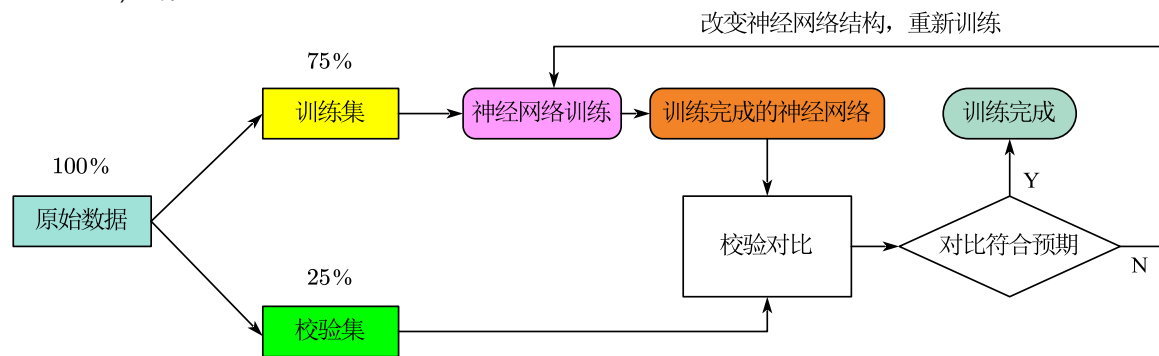 改变神经网络结构，重新训练
75%
训练集
神经网络训练
训练完成的神经网络
训练完成
100%
原始数据
Y
校验对比
对比符合预期
N
25%
校验集